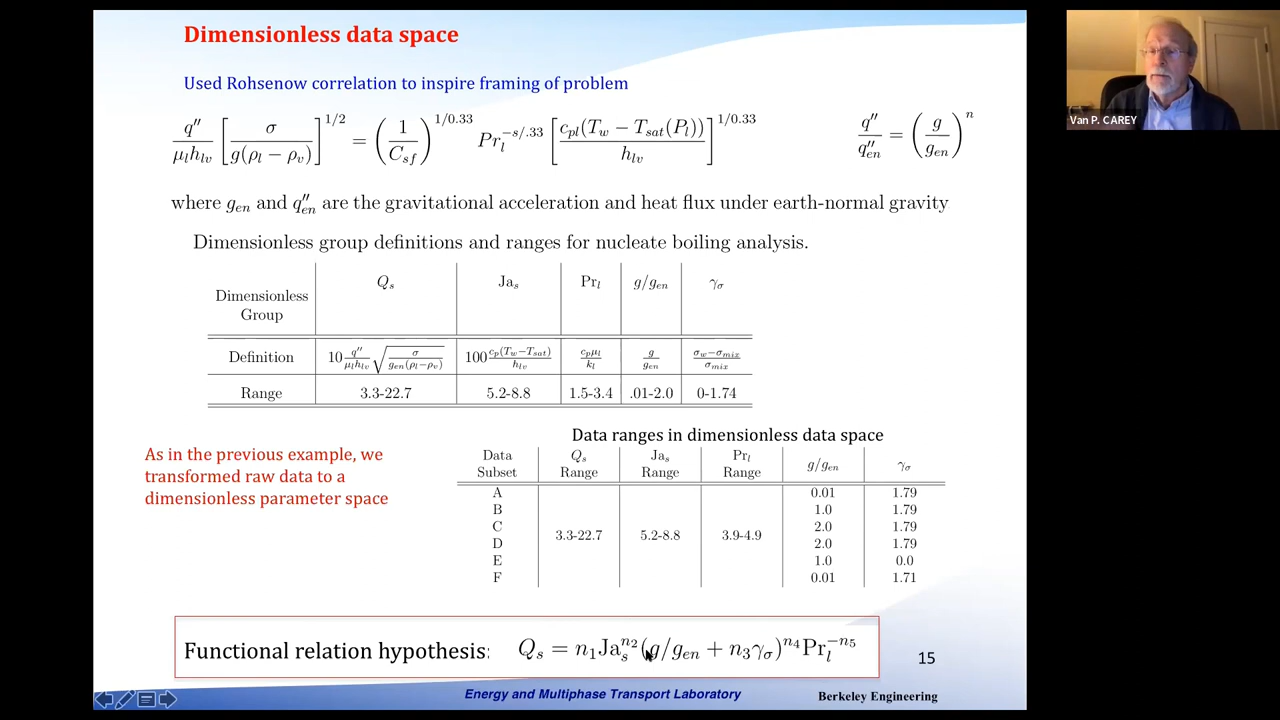 Dimensionless data space
Used Rohsenow correlation to inspire framing of problem
q″/(μ_l h_lv) [σ/(g(ρ_l − ρ_v))]^{1/2} = (1/C_sf)^{1/0.33} Pr_l^{−s/.33} [c_pl(T_w − T_sat(P_l))/h_lv]^{1/0.33}    q″/q″_en = (g/g_en)^n
where g_en and q″_en are the gravitational acceleration and heat flux under earth-normal gravity
Dimensionless group definitions and ranges for nucleate boiling analysis.
Dimensionless Group | Q_s | Ja_s | Pr_l | g/g_en | γ_σ
Definition | 10 q″/(μ_l h_lv) √(σ/(g_en(ρ_l−ρ_v))) | 100 c_p(T_w−T_sat)/h_lv | c_p μ_l/k_l | g/g_en | (σ_w−σ_mix)/σ_mix
Range | 3.3-22.7 | 5.2-8.8 | 1.5-3.4 | .01-2.0 | 0-1.74
As in the previous example, we
transformed raw data to a
dimensionless parameter space
Data ranges in dimensionless data space
Data Subset | Q_s Range | Ja_s Range | Pr_l Range | g/g_en | γ_σ
A 0.01 1.79
B 1.0 1.79
C 2.0 1.79
3.3-22.7 5.2-8.8 3.9-4.9
D 2.0 1.79
E 1.0 0.0
F 0.01 1.71
Functional relation hypothesis: Q_s = n_1 Ja_s^{n_2} (g/g_en + n_3 γ_σ)^{n_4} Pr_l^{−n_5}
15
Energy and Multiphase Transport Laboratory
Berkeley Engineering
Van P. CAREY